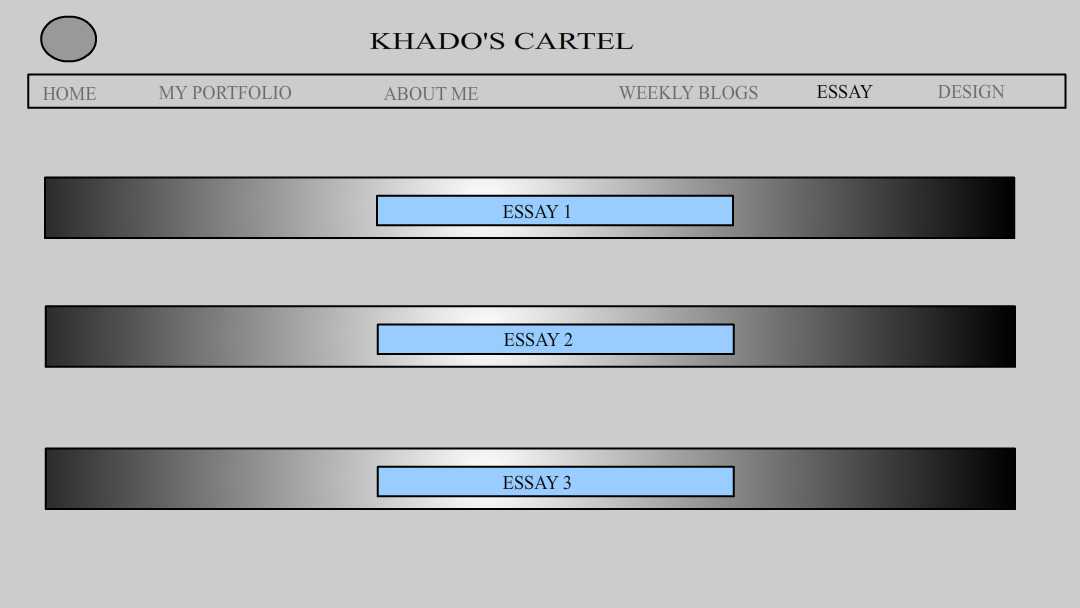 KHADO'S CARTEL
HOME MY PORTFOLIO ABOUT ME WEEKLY BLOGS ESSAY DESIGN
ESSAY 1
ESSAY 2
ESSAY 3